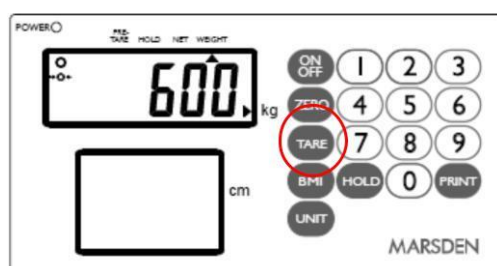 POWER
PRE-TARE HOLD NET WEIGHT
O
→0←
600 kg
cm
ON OFF 1 2 3
ZERO 4 5 6
TARE 7 8 9
BMI HOLD 0 PRINT
UNIT
MARSDEN